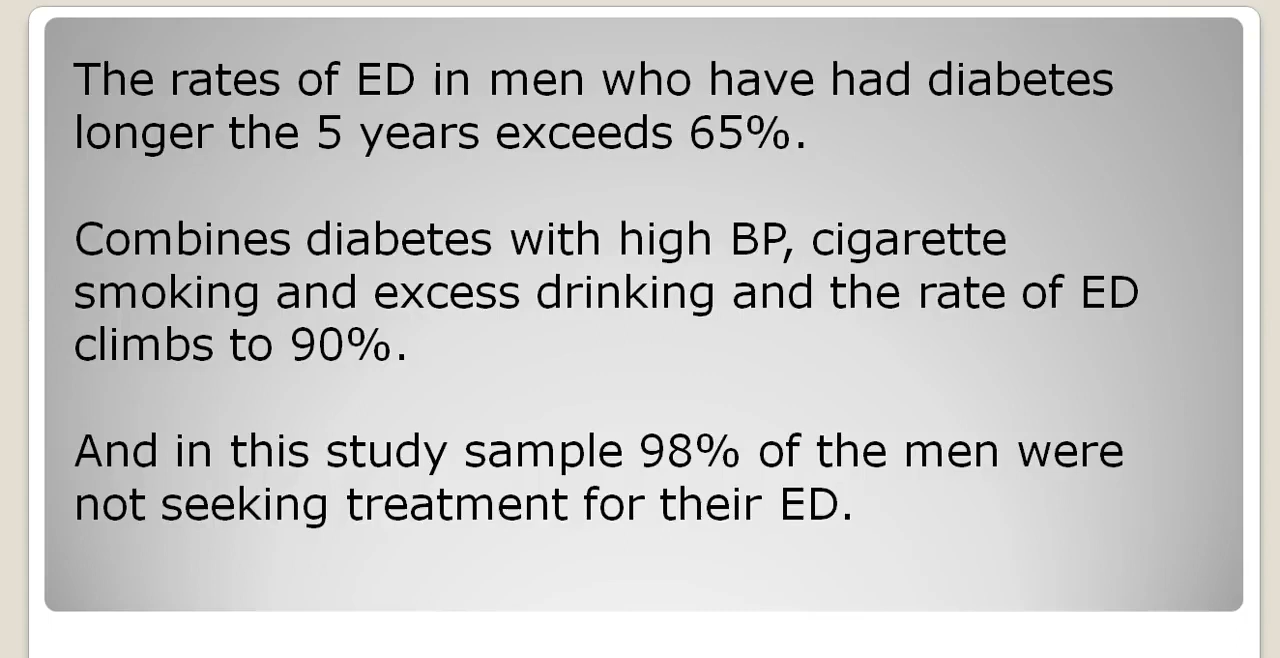 The rates of ED in men who have had diabetes
longer the 5 years exceeds 65%.
Combines diabetes with high BP, cigarette
smoking and excess drinking and the rate of ED
climbs to 90%.
And in this study sample 98% of the men were
not seeking treatment for their ED.